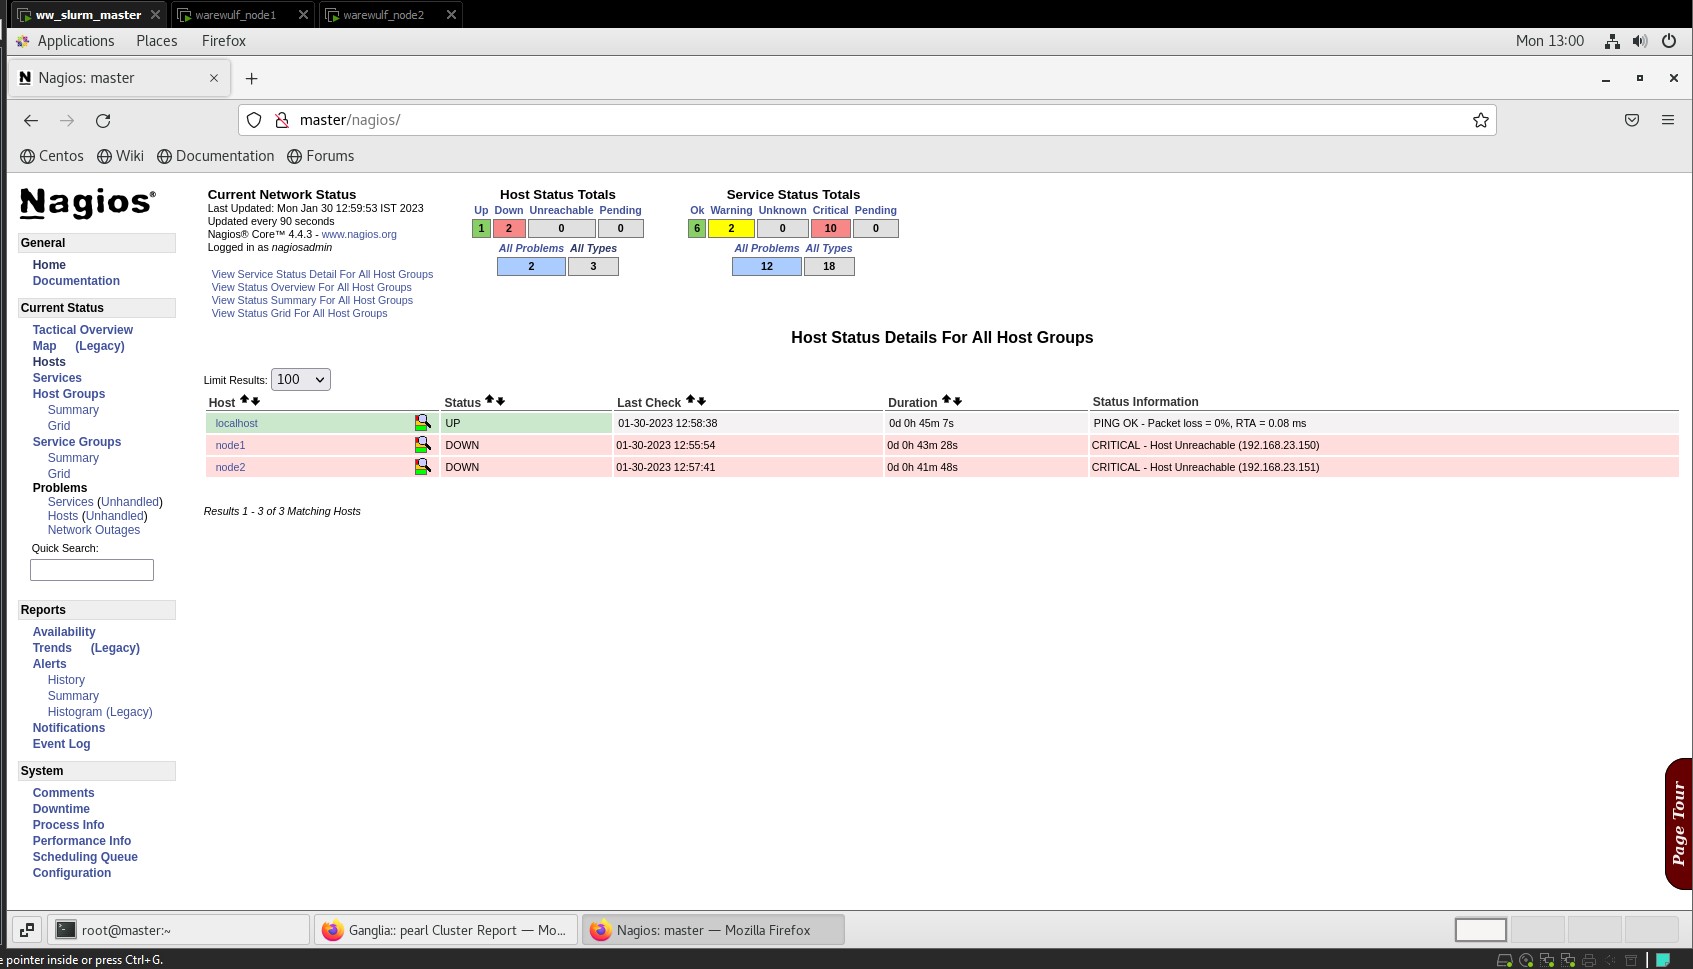 ww_slurm_master warewulf_node1 warewulf_node2
Applications Places Firefox Mon 13:00
Nagios: master
master/nagios/
Centos Wiki Documentation Forums
Nagios®
General
Home
Documentation
Current Status
Tactical Overview
Map (Legacy)
Hosts
Services
Host Groups
Summary
Grid
Service Groups
Summary
Grid
Problems
Services (Unhandled)
Hosts (Unhandled)
Network Outages
Quick Search:
Reports
Availability
Trends (Legacy)
Alerts
History
Summary
Histogram (Legacy)
Notifications
Event Log
System
Comments
Downtime
Process Info
Performance Info
Scheduling Queue
Configuration
Current Network Status
Last Updated: Mon Jan 30 12:59:53 IST 2023
Updated every 90 seconds
Nagios® Core™ 4.4.3 - www.nagios.org
Logged in as nagiosadmin
View Service Status Detail For All Host Groups
View Status Overview For All Host Groups
View Status Summary For All Host Groups
View Status Grid For All Host Groups
Host Status Totals
Up Down Unreachable Pending
1 2 0 0
All Problems All Types
2 3
Service Status Totals
Ok Warning Unknown Critical Pending
6 2 0 10 0
All Problems All Types
12 18
Host Status Details For All Host Groups
Limit Results: 100
Host Status Last Check Duration Status Information
localhost UP 01-30-2023 12:58:38 0d 0h 45m 7s PING OK - Packet loss = 0%, RTA = 0.08 ms
node1 DOWN 01-30-2023 12:55:54 0d 0h 43m 28s CRITICAL - Host Unreachable (192.168.23.150)
node2 DOWN 01-30-2023 12:57:41 0d 0h 41m 48s CRITICAL - Host Unreachable (192.168.23.151)
Results 1 - 3 of 3 Matching Hosts
Page Tour
root@master:~ Ganglia:: pearl Cluster Report — Mo... Nagios: master — Mozilla Firefox
e pointer inside or press Ctrl+G.